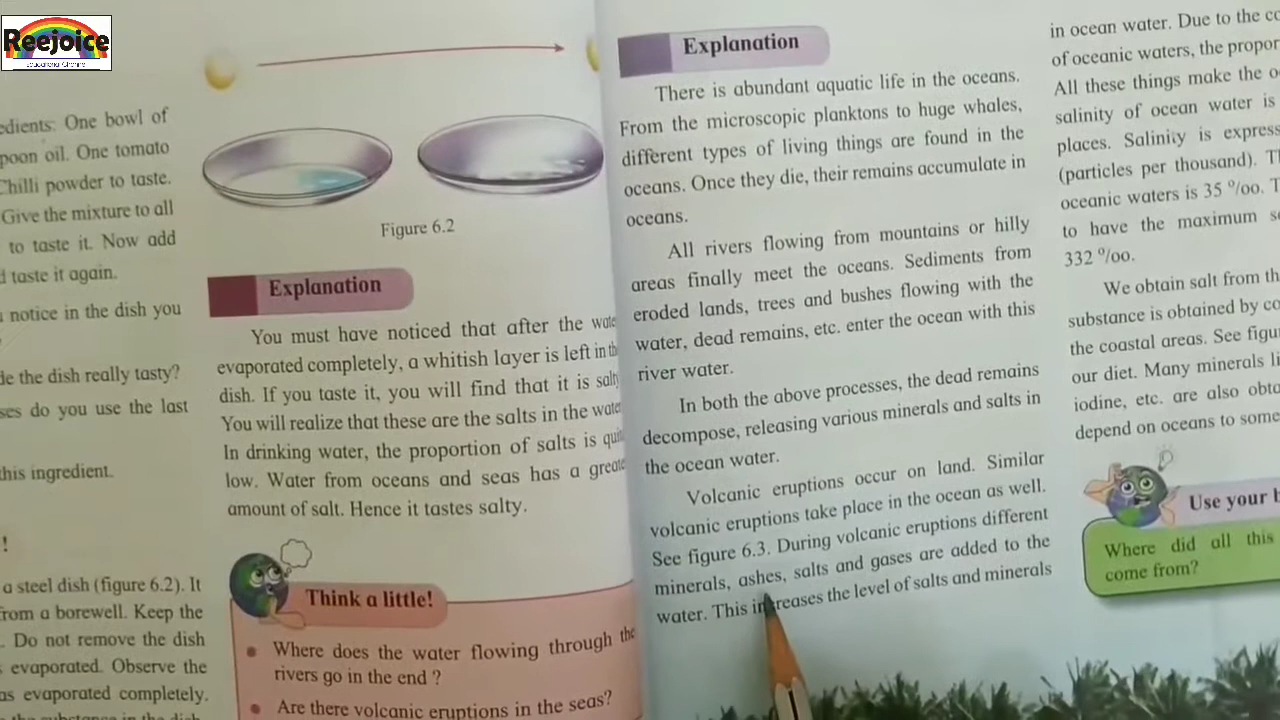 Reejoice
Educational Channel
edients: One bowl of
poon oil. One tomato
Chilli powder to taste.
Give the mixture to all
to taste it. Now add
d taste it again.
notice in the dish you
de the dish really tasty?
ses do you use the last
this ingredient.
!
a steel dish (figure 6.2). It
from a borewell. Keep the
. Do not remove the dish
evaporated. Observe the
as evaporated completely.
Figure 6.2
Explanation
You must have noticed that after the wate
evaporated completely, a whitish layer is left in th
dish. If you taste it, you will find that it is salty
You will realize that these are the salts in the water
In drinking water, the proportion of salts is quit
low. Water from oceans and seas has a greate
amount of salt. Hence it tastes salty.
Think a little!
• Where does the water flowing through the
rivers go in the end ?
• Are there volcanic eruptions in the seas?
Explanation
There is abundant aquatic life in the oceans.
From the microscopic planktons to huge whales,
different types of living things are found in the
oceans. Once they die, their remains accumulate in
oceans.
All rivers flowing from mountains or hilly
areas finally meet the oceans. Sediments from
eroded lands, trees and bushes flowing with the
water, dead remains, etc. enter the ocean with this
river water.
In both the above processes, the dead remains
decompose, releasing various minerals and salts in
the ocean water.
Volcanic eruptions occur on land. Similar
volcanic eruptions take place in the ocean as well.
See figure 6.3. During volcanic eruptions different
minerals, ashes, salts and gases are added to the
water. This increases the level of salts and minerals
in ocean water. Due to the co
of oceanic waters, the propor
All these things make the o
salinity of ocean water is
places. Salinity is express
(particles per thousand). T
oceanic waters is 35 °/oo. T
to have the maximum s
332 °/oo.
We obtain salt from th
substance is obtained by co
the coastal areas. See figu
our diet. Many minerals li
iodine, etc. are also obta
depend on oceans to some
Use your b
Where did all this
come from?